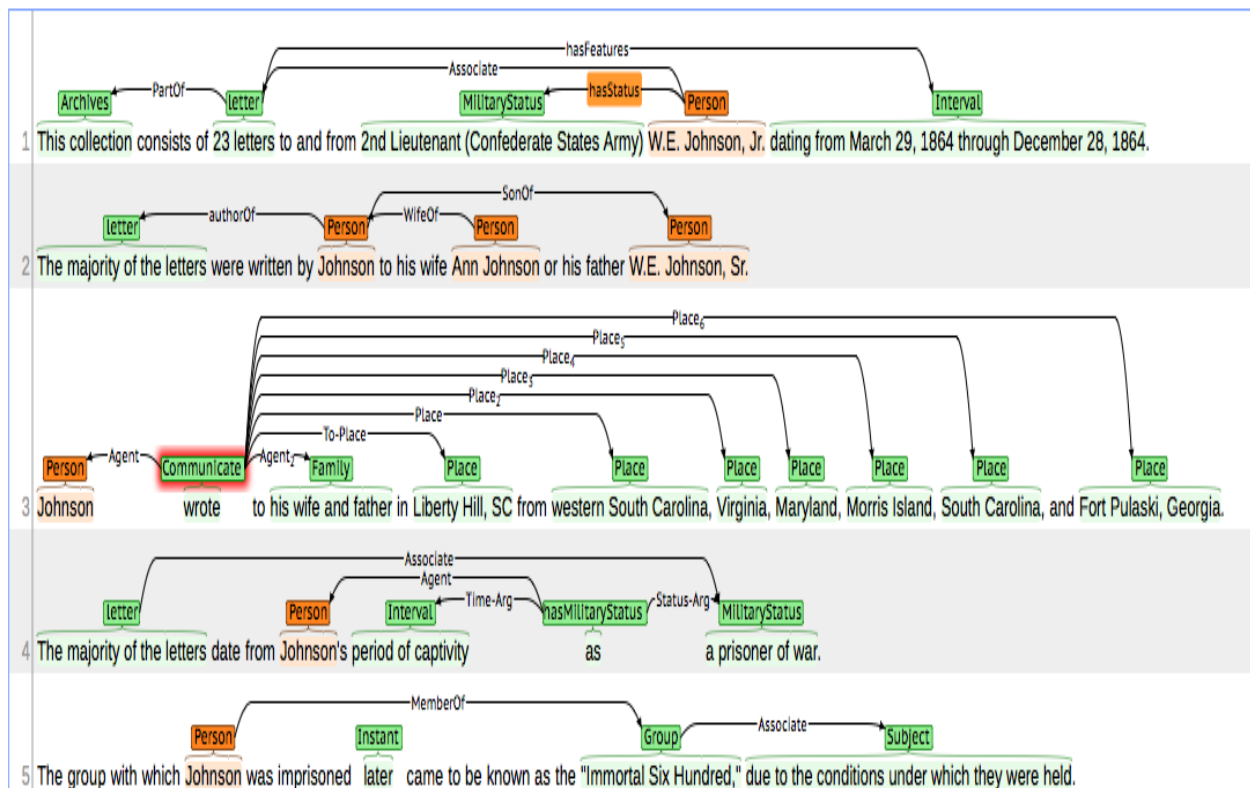 hasFeatures
Associate
Archives PartOf letter MilitaryStatus hasStatus Person Interval
1 This collection consists of 23 letters to and from 2nd Lieutenant (Confederate States Army) W.E. Johnson, Jr. dating from March 29, 1864 through December 28, 1864.
SonOf
letter authorOf Person WifeOf Person Person
2 The majority of the letters were written by Johnson to his wife Ann Johnson or his father W.E. Johnson, Sr.
Place6
Place5
Place4
Place3
Place2
Place
To-Place
Person Agent Communicate Agent2 Family Place Place Place Place Place Place Place
3 Johnson wrote to his wife and father in Liberty Hill, SC from western South Carolina, Virginia, Maryland, Morris Island, South Carolina, and Fort Pulaski, Georgia.
Associate
Agent
letter Person Interval Time-Arg hasMilitaryStatus Status-Arg MilitaryStatus
4 The majority of the letters date from Johnson's period of captivity as a prisoner of war.
MemberOf
Person Instant Group Associate Subject
5 The group with which Johnson was imprisoned later came to be known as the "Immortal Six Hundred," due to the conditions under which they were held.